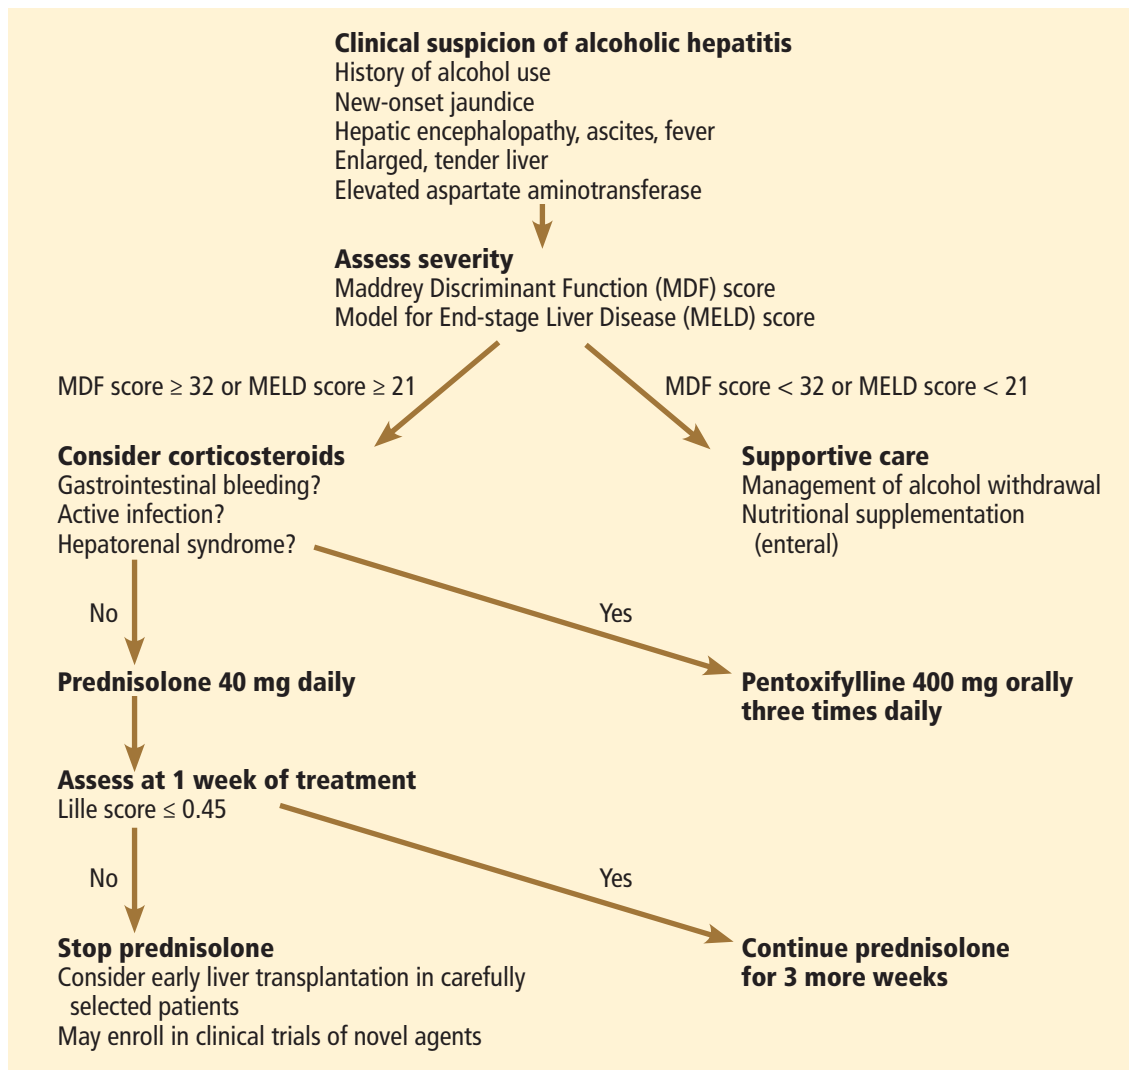 Clinical suspicion of alcoholic hepatitis
History of alcohol use
New-onset jaundice
Hepatic encephalopathy, ascites, fever
Enlarged, tender liver
Elevated aspartate aminotransferase
Assess severity
Maddrey Discriminant Function (MDF) score
Model for End-stage Liver Disease (MELD) score
MDF score ≥ 32 or MELD score ≥ 21
MDF score < 32 or MELD score < 21
Consider corticosteroids
Gastrointestinal bleeding?
Active infection?
Hepatorenal syndrome?
Supportive care
Management of alcohol withdrawal
Nutritional supplementation
(enteral)
No
Yes
Prednisolone 40 mg daily
Pentoxifylline 400 mg orally
three times daily
Assess at 1 week of treatment
Lille score ≤ 0.45
No
Yes
Stop prednisolone
Consider early liver transplantation in carefully
selected patients
May enroll in clinical trials of novel agents
Continue prednisolone
for 3 more weeks